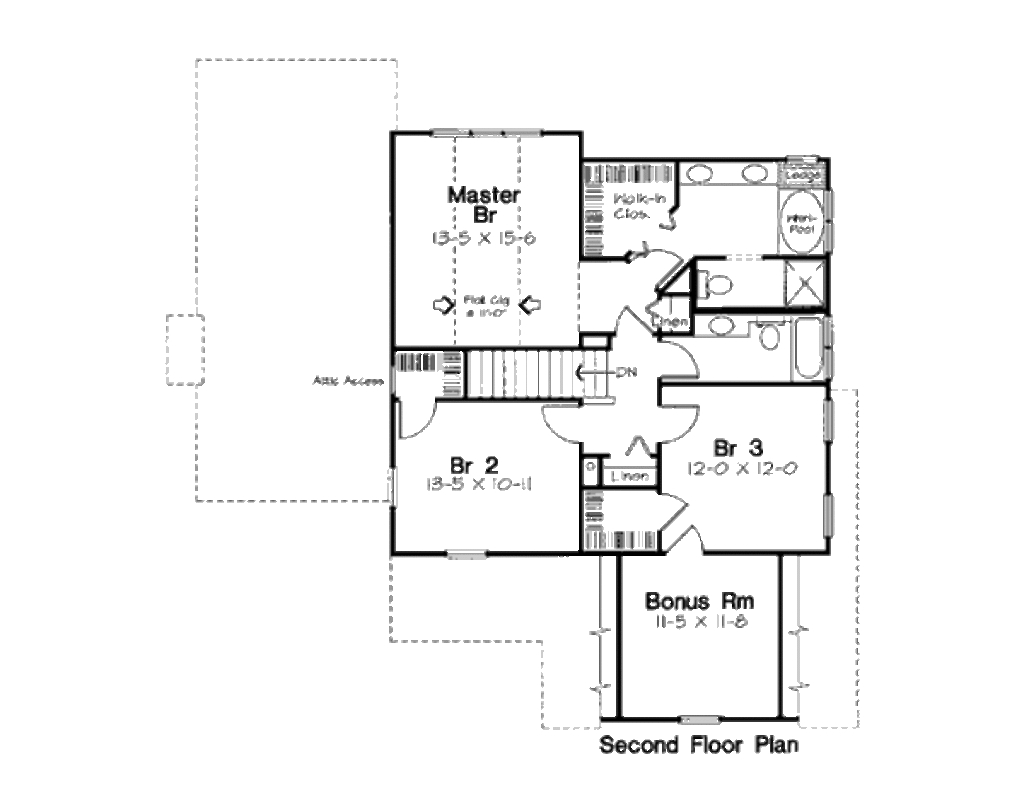 Master
Br
13-5 X 15-6
Flat Clg
@ 11'-0"
Walk-in
Clos.
Ledge
Whirl-
Pool
Linen
DN
Attic Access
Br 2
13-5 X 10-11
Br 3
12-0 X 12-0
Linen
Bonus Rm
11-5 X 11-8
Second Floor Plan